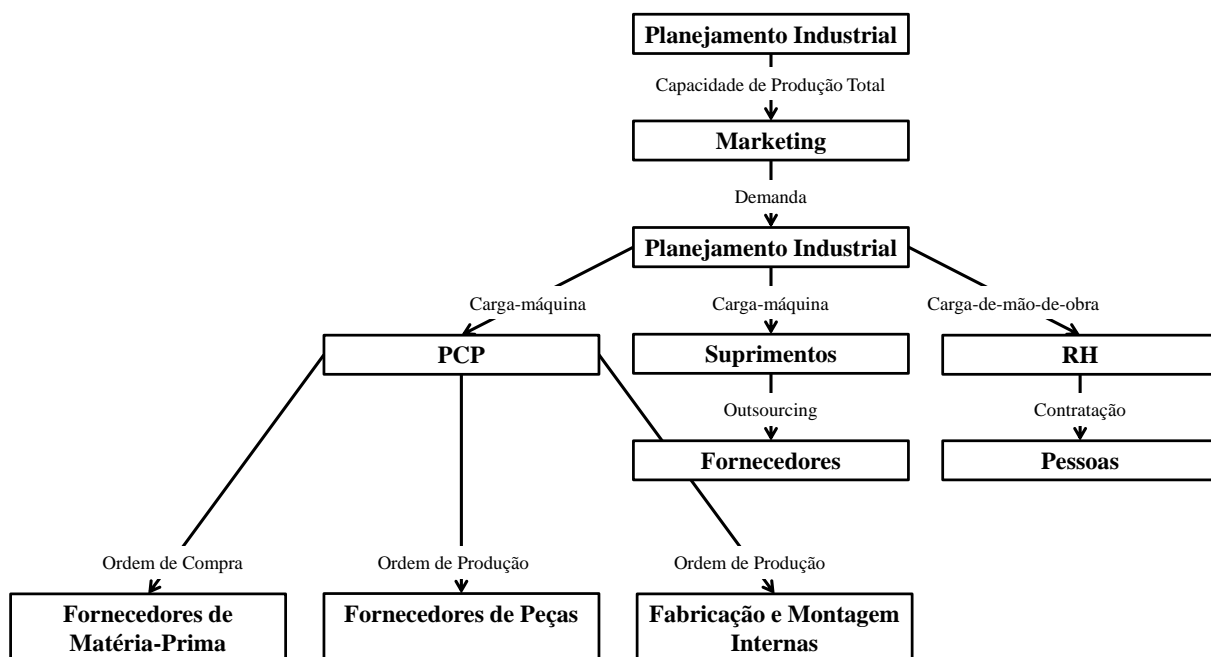 Planejamento Industrial
Capacidade de Produção Total
Marketing
Demanda
Planejamento Industrial
Carga-máquina
Carga-máquina
Carga-de-mão-de-obra
PCP
Suprimentos
RH
Outsourcing
Contratação
Fornecedores
Pessoas
Ordem de Compra
Ordem de Produção
Ordem de Produção
Fornecedores de
Matéria-Prima
Fornecedores de Peças
Fabricação e Montagem
Internas